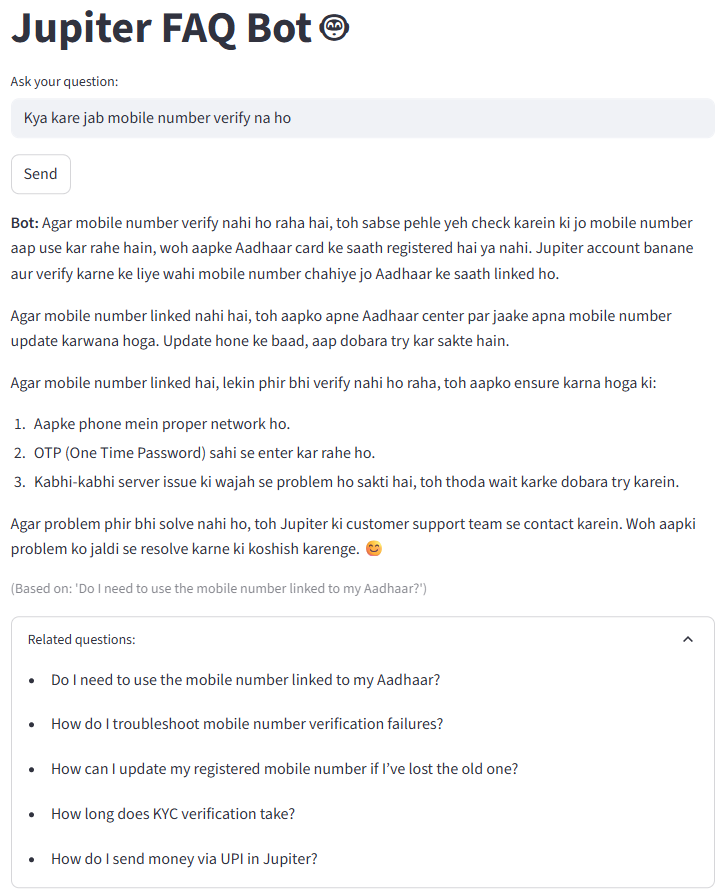 Jupiter FAQ Bot
Ask your question:
Kya kare jab mobile number verify na ho
Send
Bot: Agar mobile number verify nahi ho raha hai, toh sabse pehle yeh check karein ki jo mobile number
aap use kar rahe hain, woh aapke Aadhaar card ke saath registered hai ya nahi. Jupiter account banane
aur verify karne ke liye wahi mobile number chahiye jo Aadhaar ke saath linked ho.
Agar mobile number linked nahi hai, toh aapko apne Aadhaar center par jaake apna mobile number
update karwana hoga. Update hone ke baad, aap dobara try kar sakte hain.
Agar mobile number linked hai, lekin phir bhi verify nahi ho raha, toh aapko ensure karna hoga ki:
1. Aapke phone mein proper network ho.
2. OTP (One Time Password) sahi se enter kar rahe ho.
3. Kabhi-kabhi server issue ki wajah se problem ho sakti hai, toh thoda wait karke dobara try karein.
Agar problem phir bhi solve nahi ho, toh Jupiter ki customer support team se contact karein. Woh aapki
problem ko jaldi se resolve karne ki koshish karenge. 😊
(Based on: 'Do I need to use the mobile number linked to my Aadhaar?')
Related questions:
• Do I need to use the mobile number linked to my Aadhaar?
• How do I troubleshoot mobile number verification failures?
• How can I update my registered mobile number if I’ve lost the old one?
• How long does KYC verification take?
• How do I send money via UPI in Jupiter?